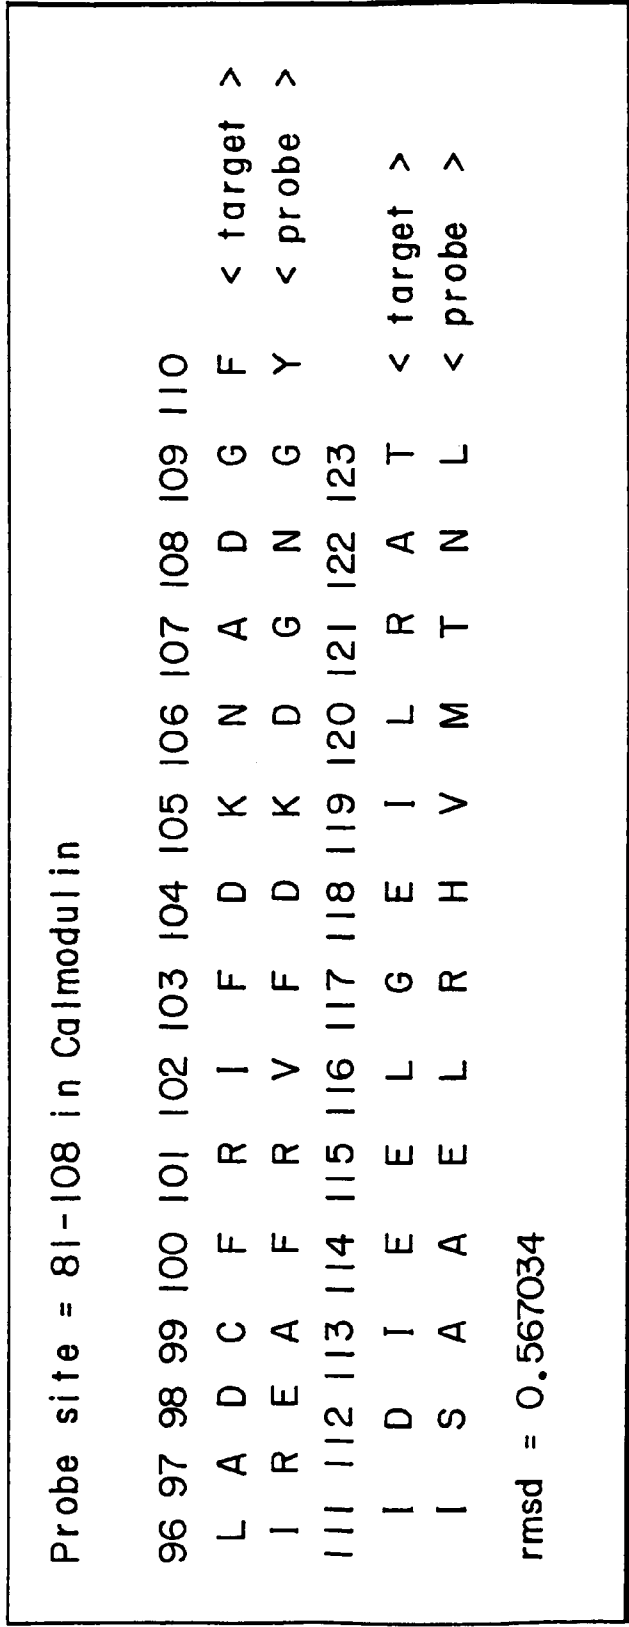 Probe site = 81-108 in Calmodulin
96 97 98 99 100 101 102 103 104 105 106 107 108 109 110
L A D C F R I F D K N A D G F < target >
I R E A F R V F D K D G N G Y < probe >
111 112 113 114 115 116 117 118 119 120 121 122 123
I D I E E L G E I L R A T < target >
I S A A E L R H V M T N L < probe >
rmsd = 0.567034